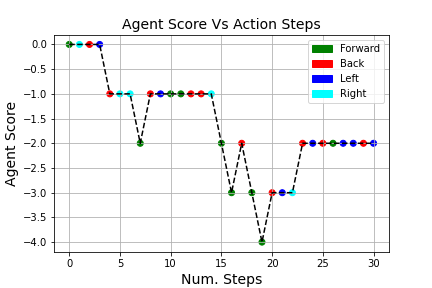 Agent Score Vs Action Steps
Forward
Back
Left
Right
Agent Score
0.0
−0.5
−1.0
−1.5
−2.0
−2.5
−3.0
−3.5
−4.0
0 5 10 15 20 25 30
Num. Steps